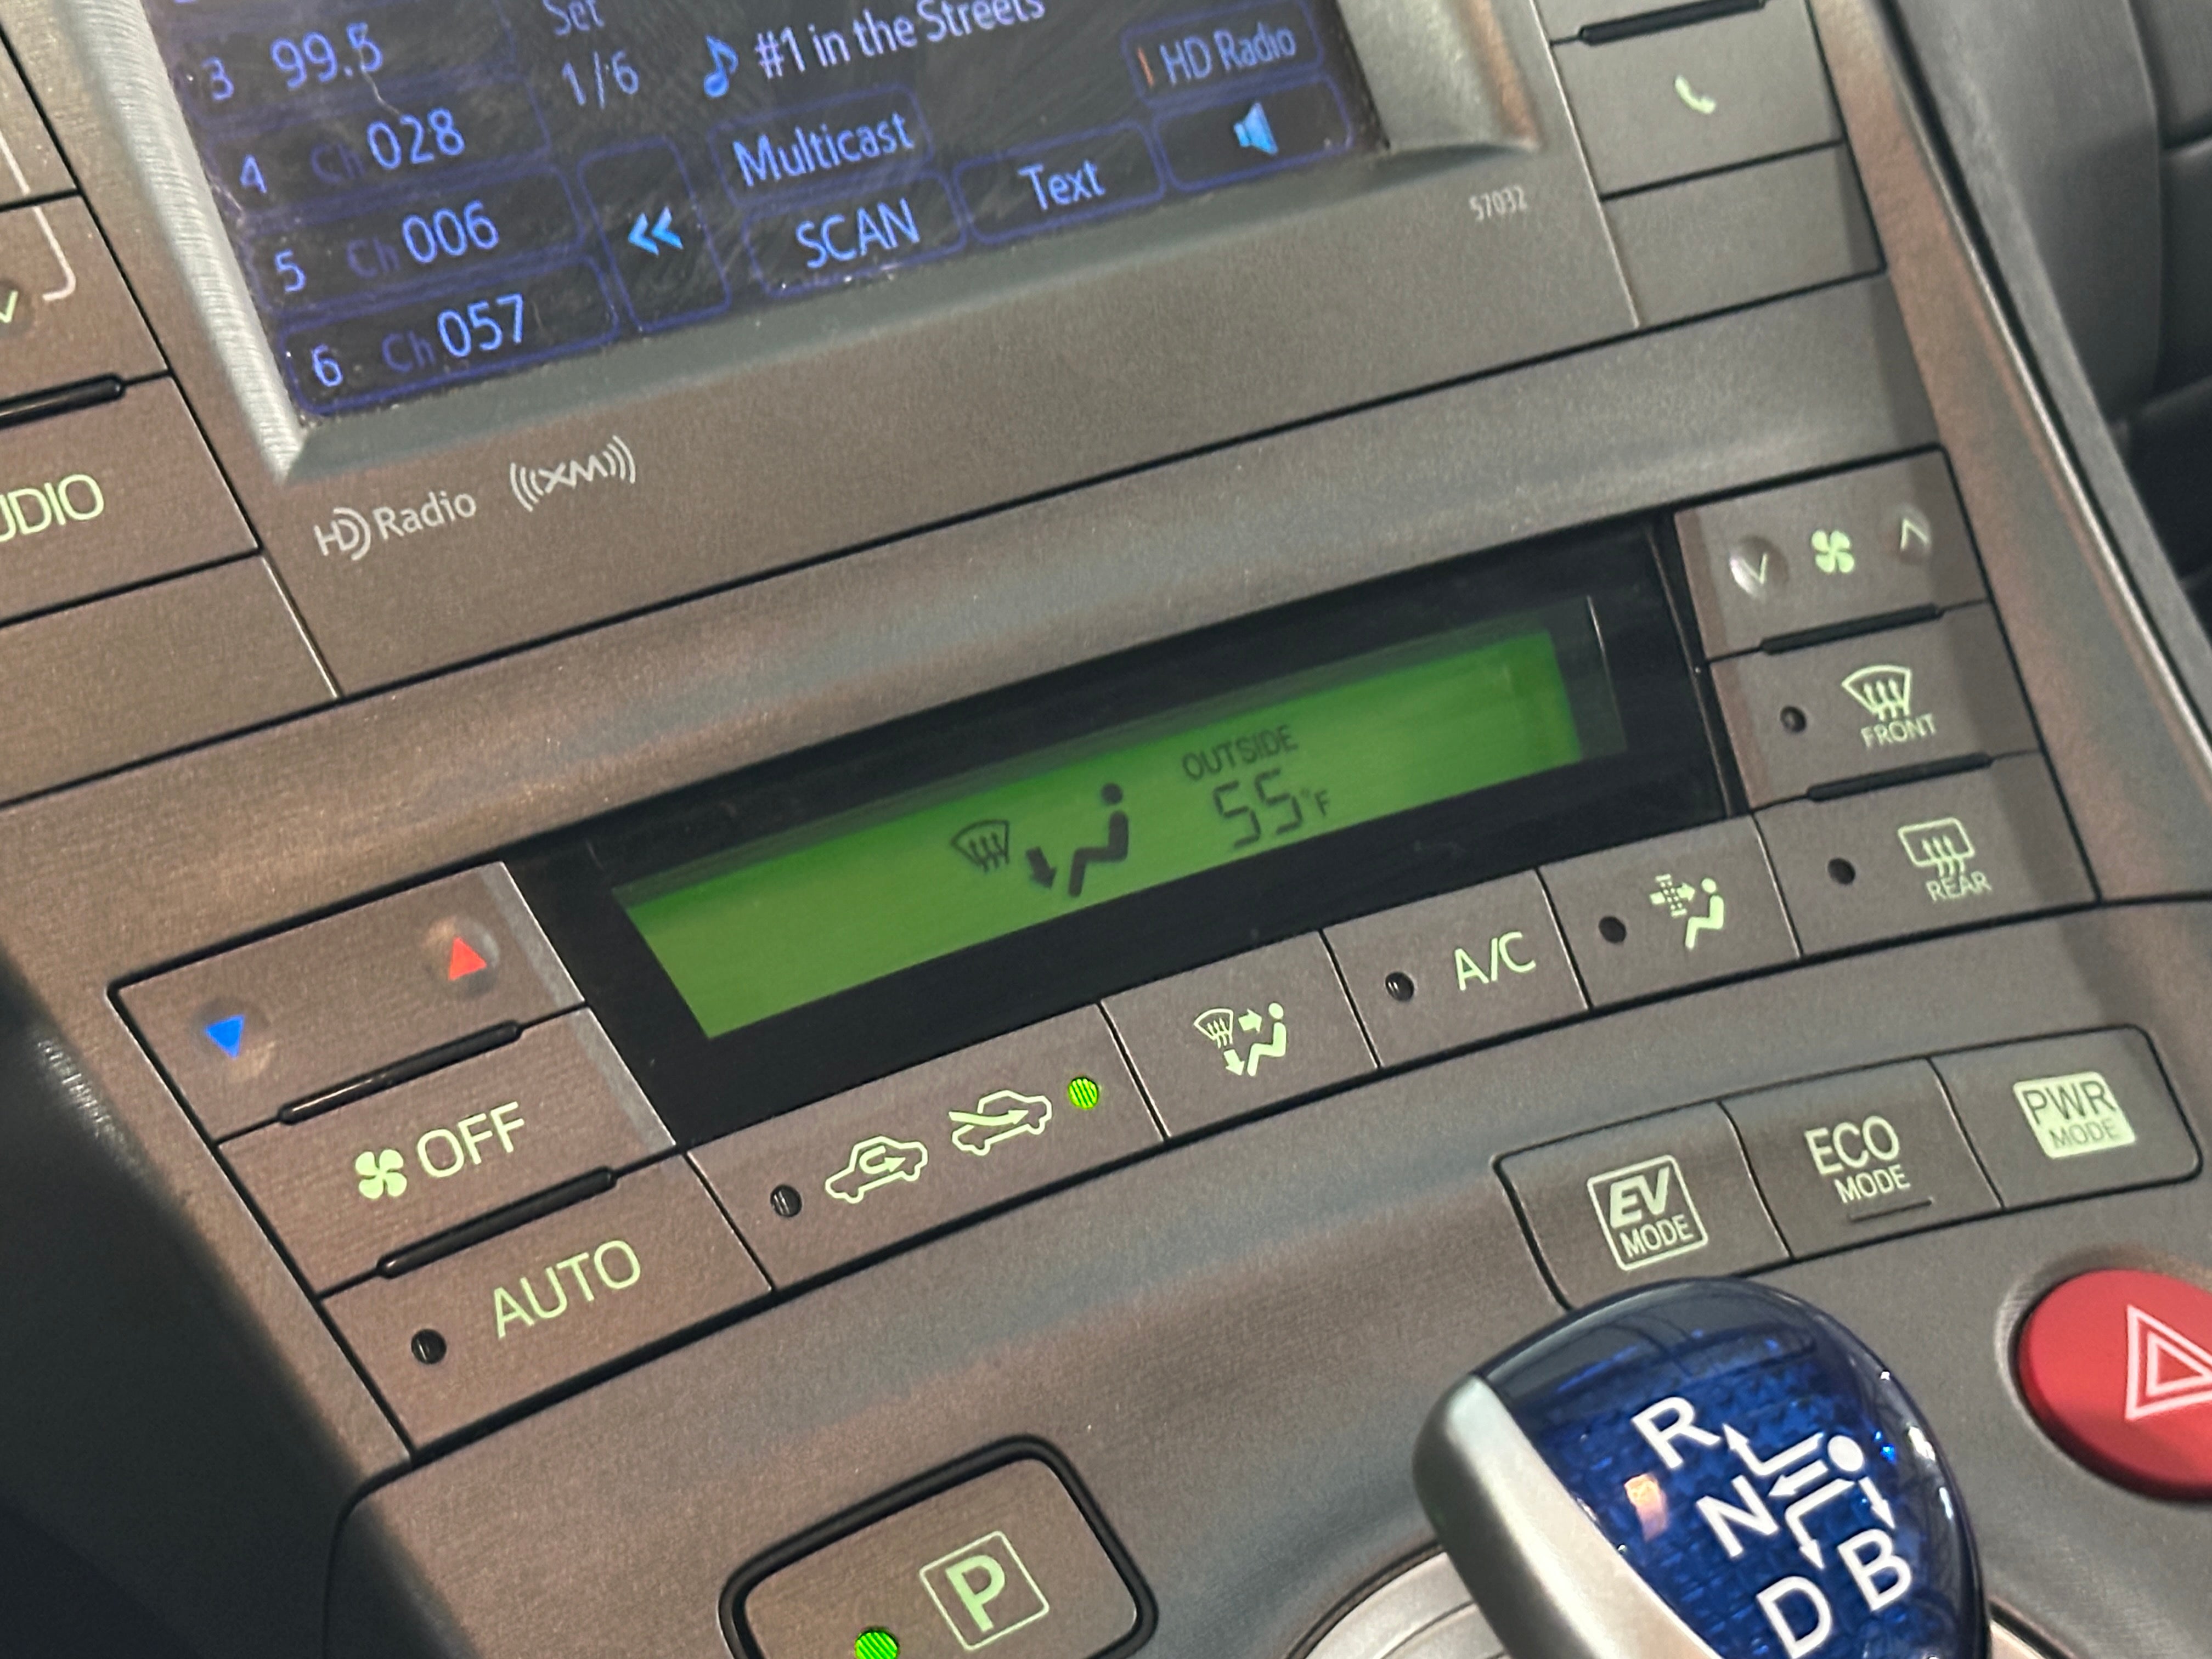 3 99.5
Set
1/6
#1 in the Streets
HD Radio
4 Ch 028
Multicast
5 Ch 006
SCAN
Text
6 Ch 057
57032
HD Radio
((XM))
OUTSIDE
55°F
FRONT
REAR
A/C
OFF
AUTO
EV
MODE
ECO
MODE
PWR
MODE
P
R
N
D
B